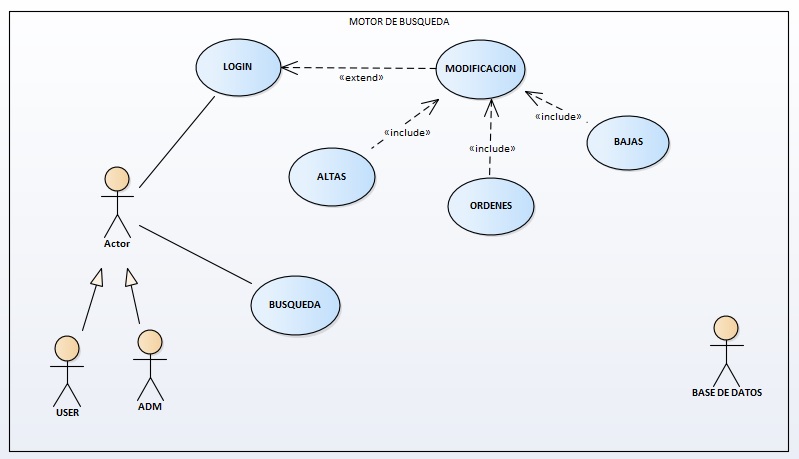 MOTOR DE BUSQUEDA
LOGIN
«extend»
MODIFICACION
«include»
«include»
«include»
BAJAS
ALTAS
ORDENES
Actor
BUSQUEDA
USER
ADM
BASE DE DATOS